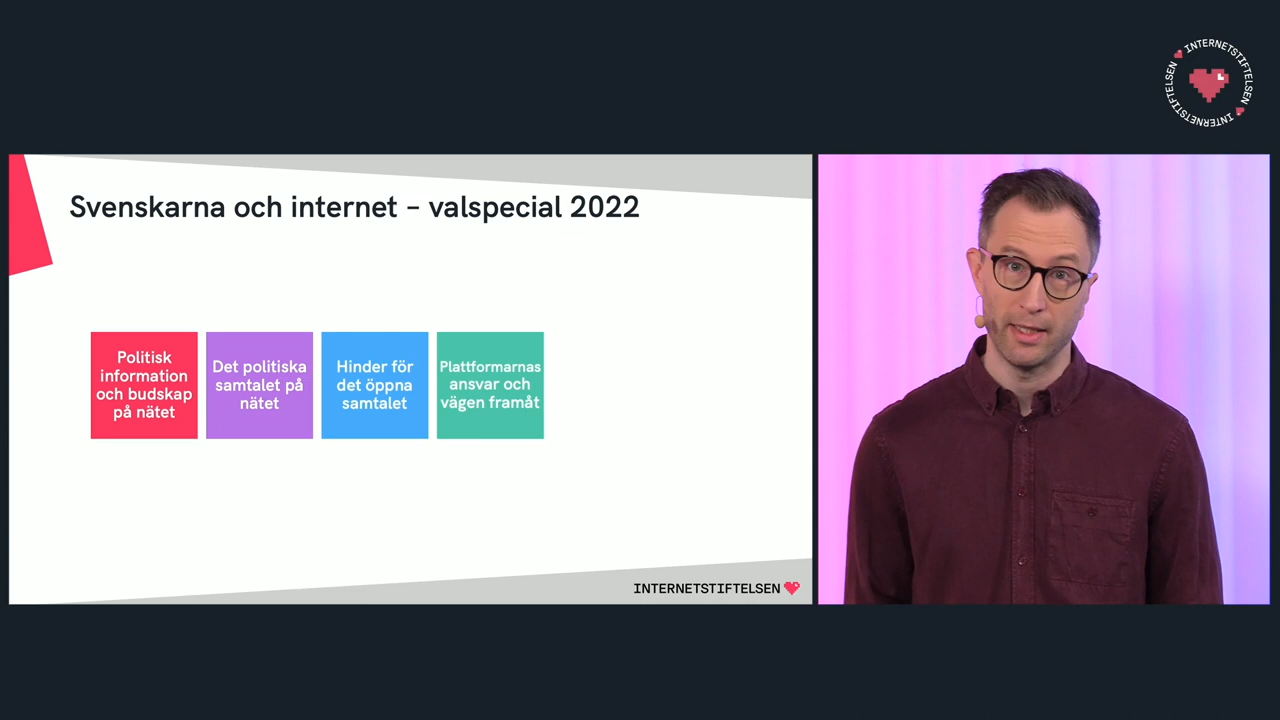 INTERNETSTIFTELSEN INTERNETSTIFTELSEN
Svenskarna och internet – valspecial 2022
Politisk
information
och budskap
på nätet
Det politiska
samtalet på
nätet
Hinder för
det öppna
samtalet
Plattformarnas
ansvar och
vägen framåt
INTERNETSTIFTELSEN